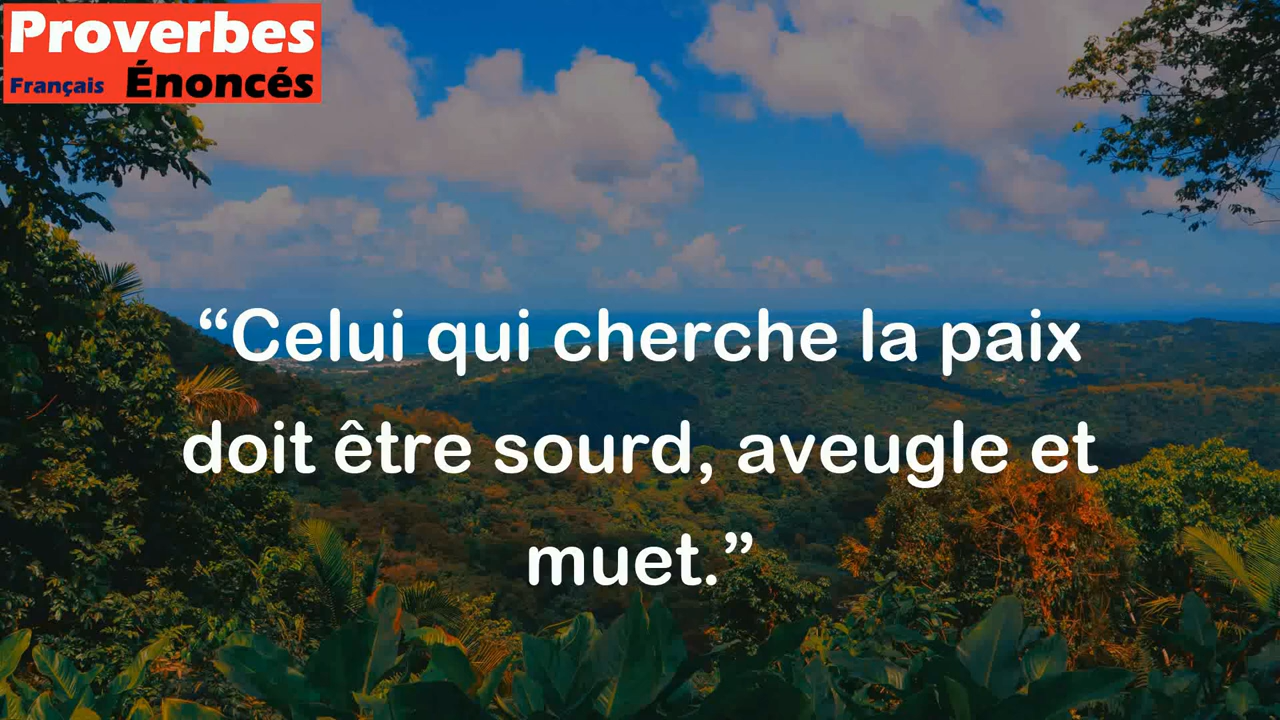 Proverbes
Français Énoncés
“Celui qui cherche la paix
doit être sourd, aveugle et
muet.”